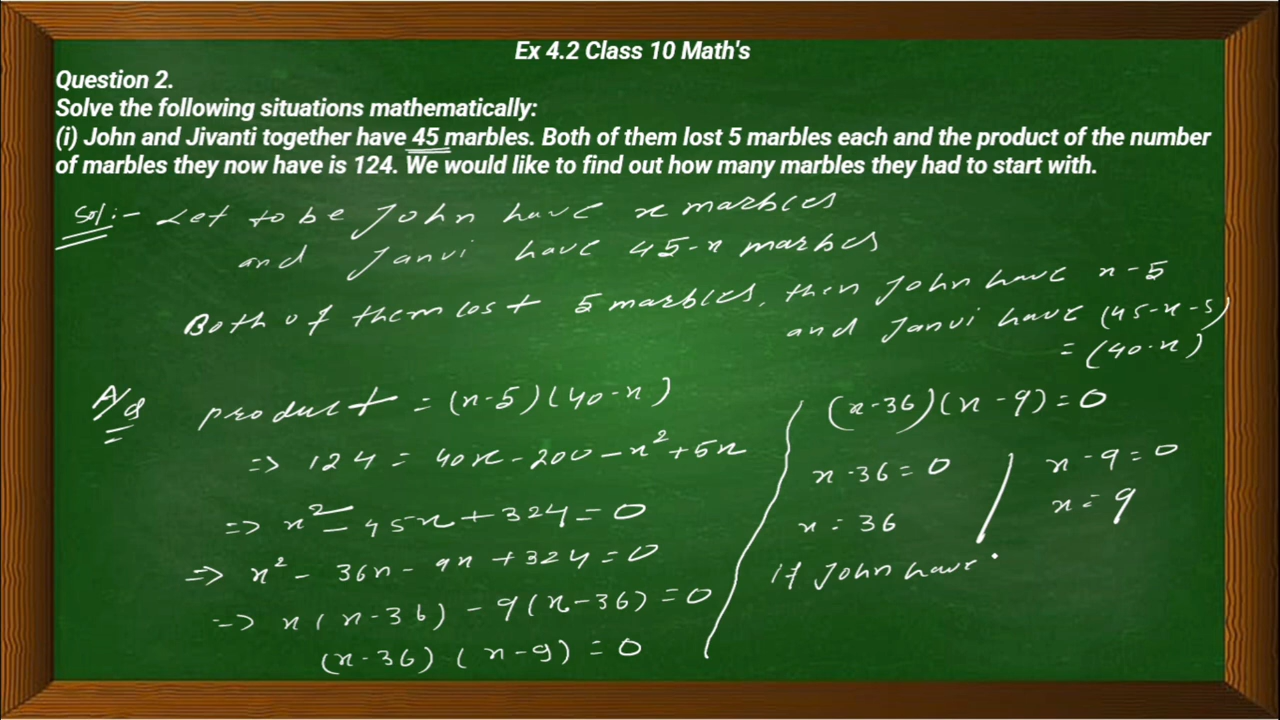 Ex 4.2 Class 10 Math's
Question 2.
Solve the following situations mathematically:
(i) John and Jivanti together have 45 marbles. Both of them lost 5 marbles each and the product of the number
of marbles they now have is 124. We would like to find out how many marbles they had to start with.
Sol:- Let to be John have x marbles
and Janvi have 45-x marbles
Both of them lost 5 marbles, then John have x-5
and Janvi have (45-x-5)
= (40-x)
A/q product = (x-5)(40-x)
=> 124 = 40x-200-x²+5x
=> x²-45x+324=0
=> x²-36x-9x+324=0
=> x(x-36)-9(x-36)=0
(x-36)(x-9)=0
(x-36)(x-9)=0
x-36=0
x=36
x-9=0
x=9
if John have